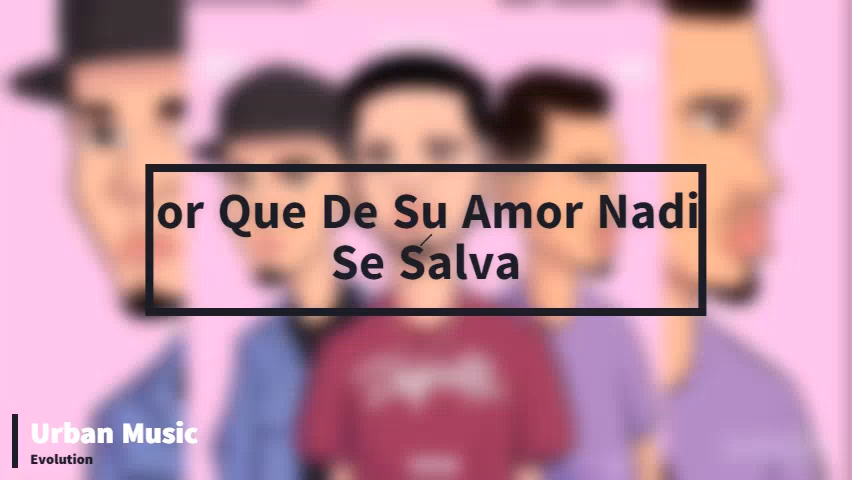 or Que De Su Amor Nadi
Se Salva
Urban Music
Evolution